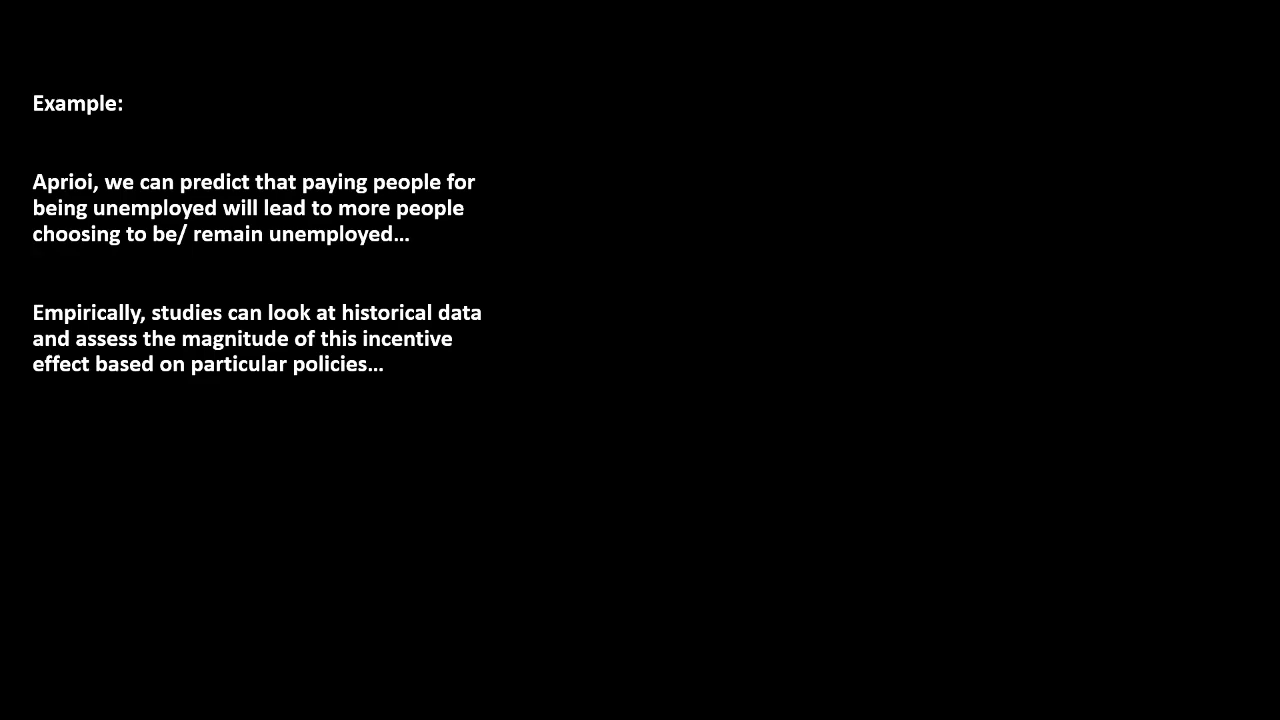 Example:
Aprioi, we can predict that paying people for
being unemployed will lead to more people
choosing to be/ remain unemployed...
Empirically, studies can look at historical data
and assess the magnitude of this incentive
effect based on particular policies...